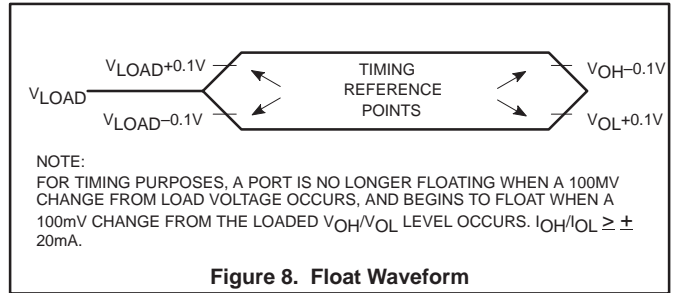 VLOAD
VLOAD+0.1V
VLOAD–0.1V
TIMING
REFERENCE
POINTS
VOH–0.1V
VOL+0.1V
NOTE:
FOR TIMING PURPOSES, A PORT IS NO LONGER FLOATING WHEN A 100MV
CHANGE FROM LOAD VOLTAGE OCCURS, AND BEGINS TO FLOAT WHEN A
100mV CHANGE FROM THE LOADED VOH/VOL LEVEL OCCURS. IOH/IOL ≥ ±
20mA.
Figure 8. Float Waveform